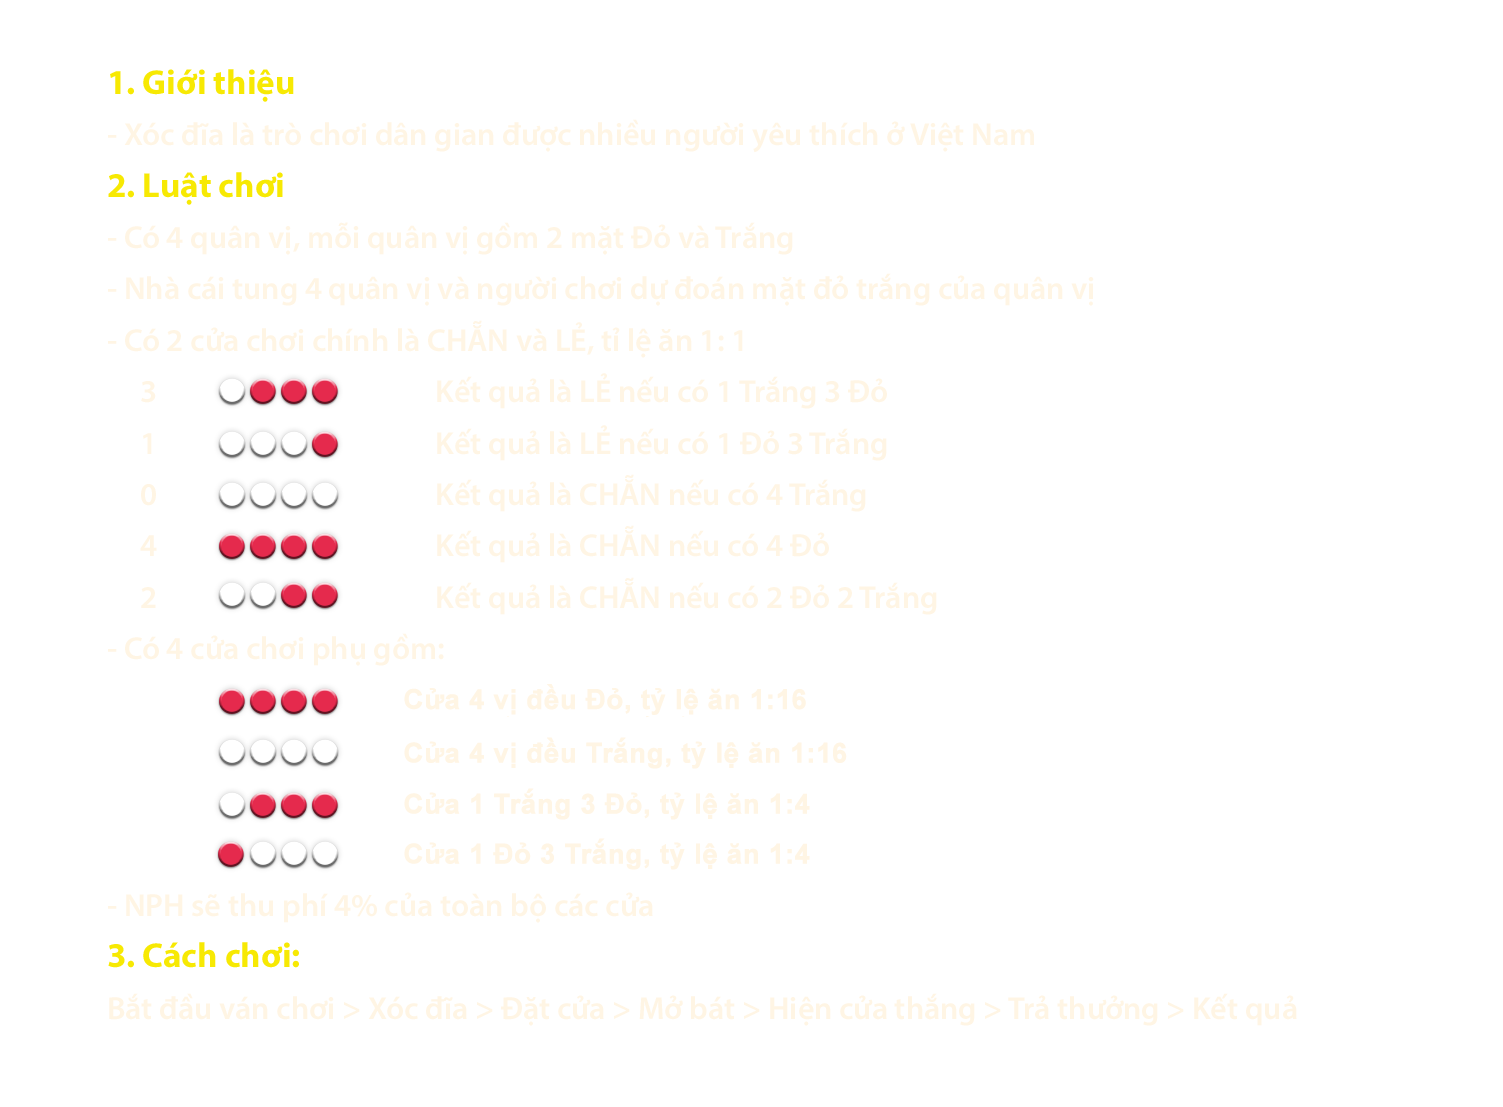 1. Giới thiệu
- Xóc đĩa là trò chơi dân gian được nhiều người yêu thích ở Việt Nam
2. Luật chơi
- Có 4 quân vị, mỗi quân vị gồm 2 mặt Đỏ và Trắng
- Nhà cái tung 4 quân vị và người chơi dự đoán mặt đỏ trắng của quân vị
- Có 2 cửa chơi chính là CHẴN và LẺ, tỉ lệ ăn 1: 1
3 Kết quả là LẺ nếu có 1 Trắng 3 Đỏ
1 Kết quả là LẺ nếu có 1 Đỏ 3 Trắng
0 Kết quả là CHẴN nếu có 4 Trắng
4 Kết quả là CHẴN nếu có 4 Đỏ
2 Kết quả là CHẴN nếu có 2 Đỏ 2 Trắng
- Có 4 cửa chơi phụ gồm:
Cửa 4 vị đều Đỏ, tỷ lệ ăn 1:16
Cửa 4 vị đều Trắng, tỷ lệ ăn 1:16
Cửa 1 Trắng 3 Đỏ, tỷ lệ ăn 1:4
Cửa 1 Đỏ 3 Trắng, tỷ lệ ăn 1:4
- NPH sẽ thu phí 4% của toàn bộ các cửa
3. Cách chơi:
Bắt đầu ván chơi > Xóc đĩa > Đặt cửa > Mở bát > Hiện cửa thắng > Trả thưởng > Kết quả